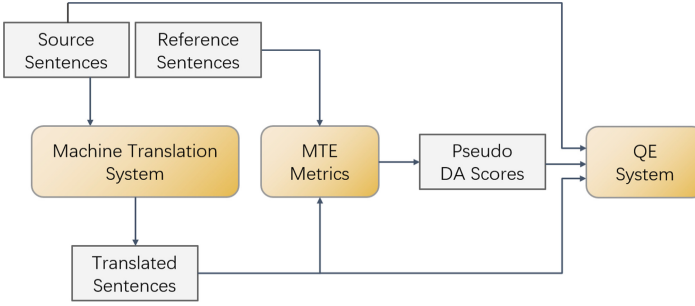 Source
Sentences
Reference
Sentences
Machine Translation
System
MTE
Metrics
Pseudo
DA Scores
QE
System
Translated
Sentences